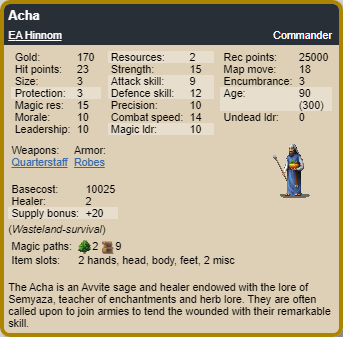 Acha
EA Hinnom Commander
Gold: 170 Resources: 2 Rec points: 25000
Hit points: 23 Strength: 15 Map move: 18
Size: 3 Attack skill: 9 Encumbrance: 3
Protection: 3 Defence skill: 12 Age: 90
Magic res: 15 Precision: 10 (300)
Morale: 10 Combat speed: 14 Undead ldr: 0
Leadership: 10 Magic ldr: 10
Weapons: Armor:
Quarterstaff Robes
Basecost: 10025
Healer: 2
Supply bonus: +20
(Wasteland-survival)
Magic paths: 2 9
Item slots: 2 hands, head, body, feet, 2 misc
The Acha is an Avvite sage and healer endowed with the lore of
Semyaza, teacher of enchantments and herb lore. They are often
called upon to join armies to tend the wounded with their remarkable
skill.